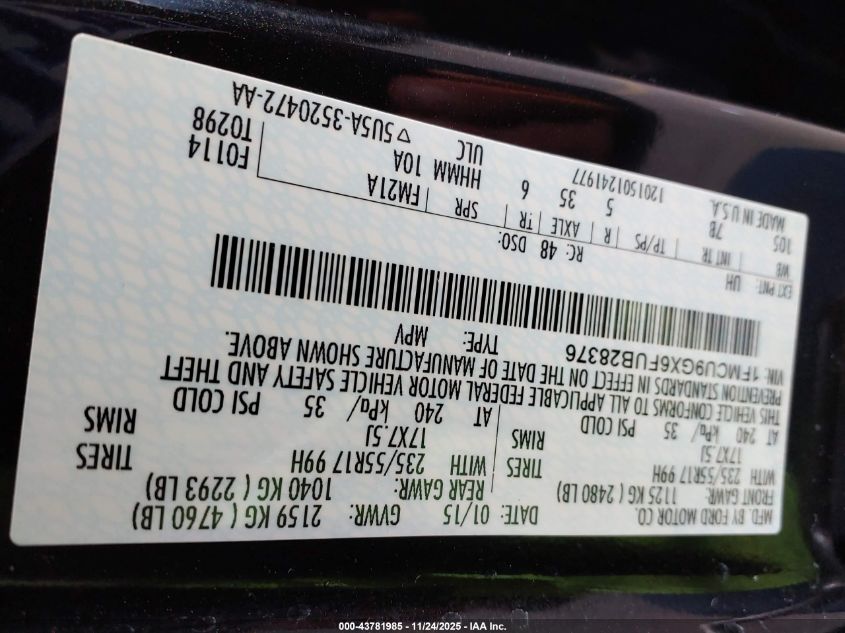 MFD. BY FORD MOTOR CO.
DATE: 01/15 GVWR: 2159 KG ( 4760 LB)
FRONT GAWR: 1125 KG ( 2480 LB) REAR GAWR: 1040 KG ( 2293 LB)
WITH 235/55R17 99H TIRES WITH 235/55R17 99H TIRES
17X7.5J RIMS 17X7.5J RIMS
AT 240 kPa/ 35 PSI COLD AT 240 kPa/ 35 PSI COLD
THIS VEHICLE CONFORMS TO ALL APPLICABLE FEDERAL MOTOR VEHICLE SAFETY AND THEFT
PREVENTION STANDARDS IN EFFECT ON THE DATE OF MANUFACTURE SHOWN ABOVE.
VIN: 1FMCU9GX6FUB28376 TYPE: MPV
EXT PNT: UH RC: 48 DSO:
WB INT TR TP/PS R AXLE TR SPR FM21A F0114
105 7B 5 35 6 HHMM 10A T0298
MADE IN U.S.A. ULC
1201501241977 ▽5U5A-3520472-AA
000-43781985 - 11/24/2025 - IAA Inc.